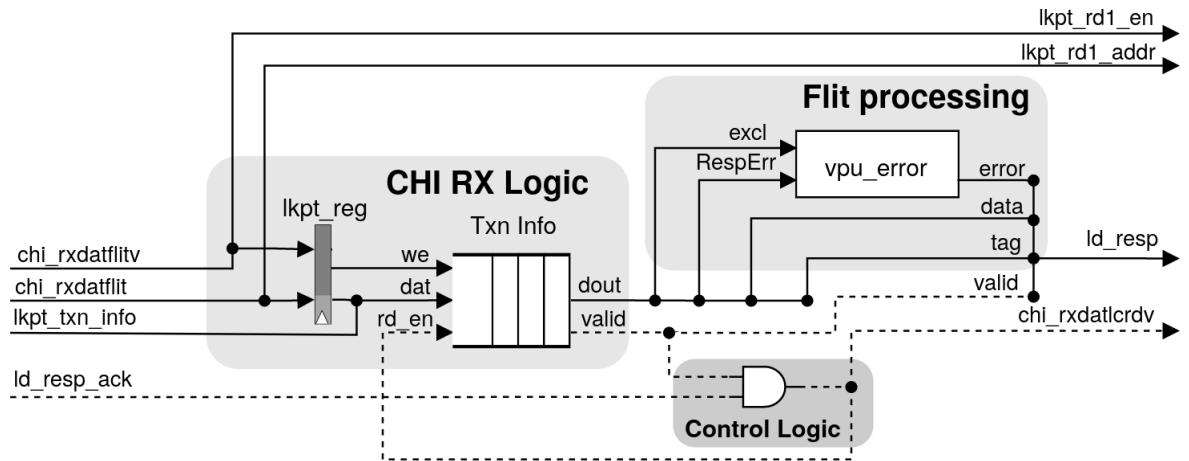 lkpt_rd1_en
lkpt_rd1_addr
Flit processing
excl
RespErr
vpu_error
error
data
tag
valid
ld_resp
chi_rxdatlcrdv
CHI RX Logic
lkpt_reg
Txn Info
we
dat
rd_en
dout
valid
chi_rxdatflitv
chi_rxdatflit
lkpt_txn_info
ld_resp_ack
Control Logic